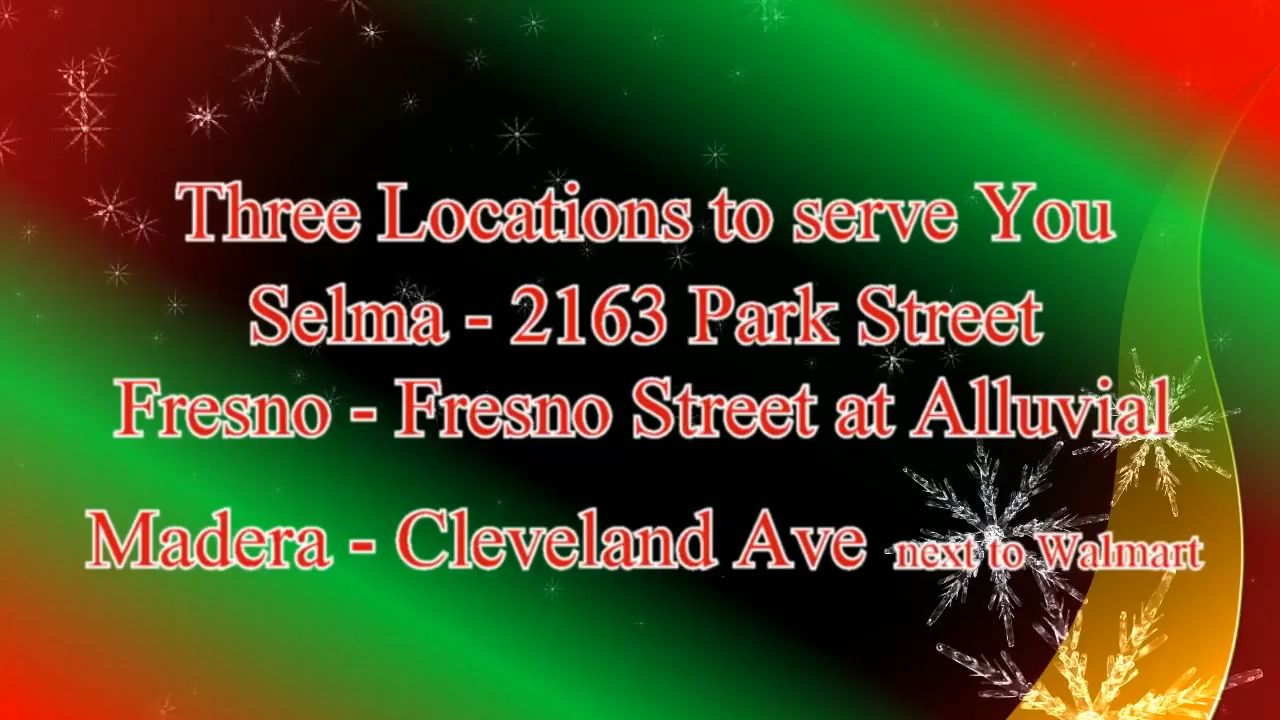 Three Locations to serve You
Selma - 2163 Park Street
Fresno - Fresno Street at Alluvial
Madera - Cleveland Ave next to Walmart